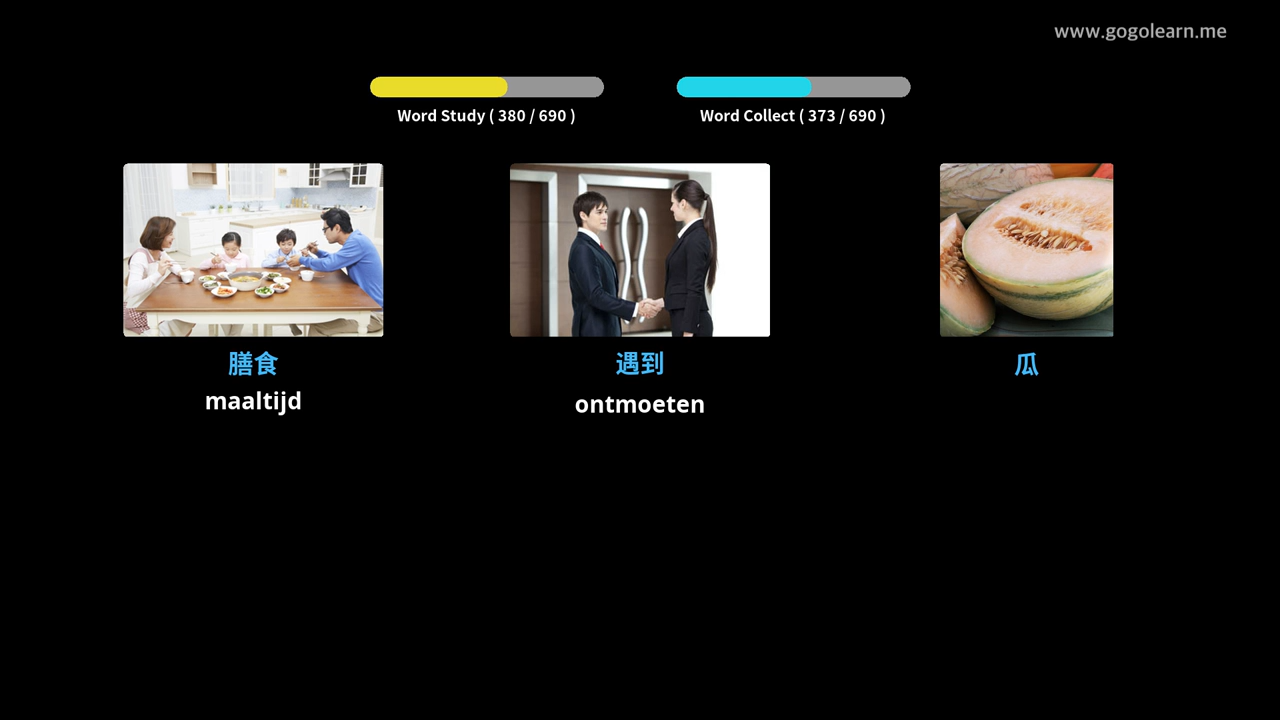 www.gogolearn.me
Word Study ( 380 / 690 )
Word Collect ( 373 / 690 )
膳食
遇到
瓜
maaltijd
ontmoeten